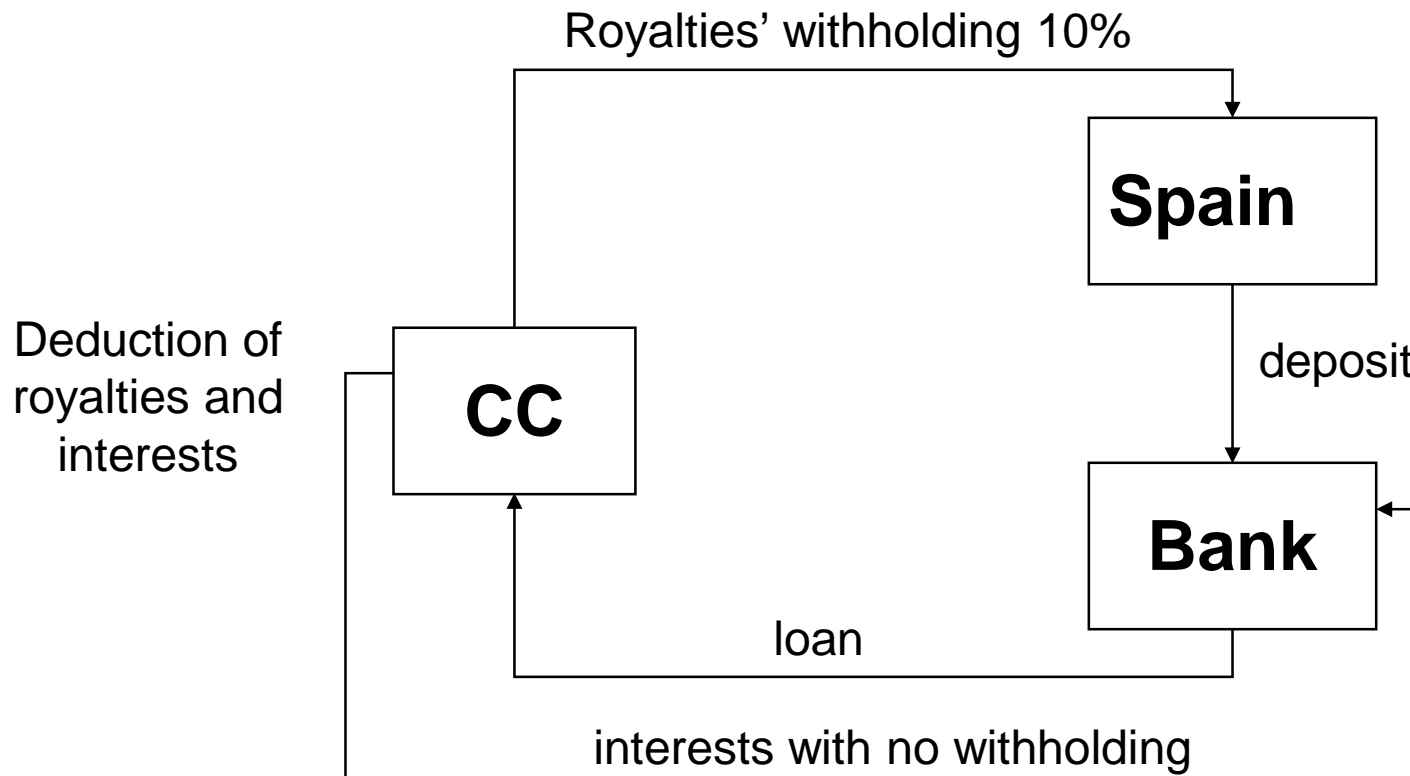 Royalties’ withholding 10%
Spain
Deduction of
royalties and
interests
CC
deposit
Bank
loan
interests with no withholding